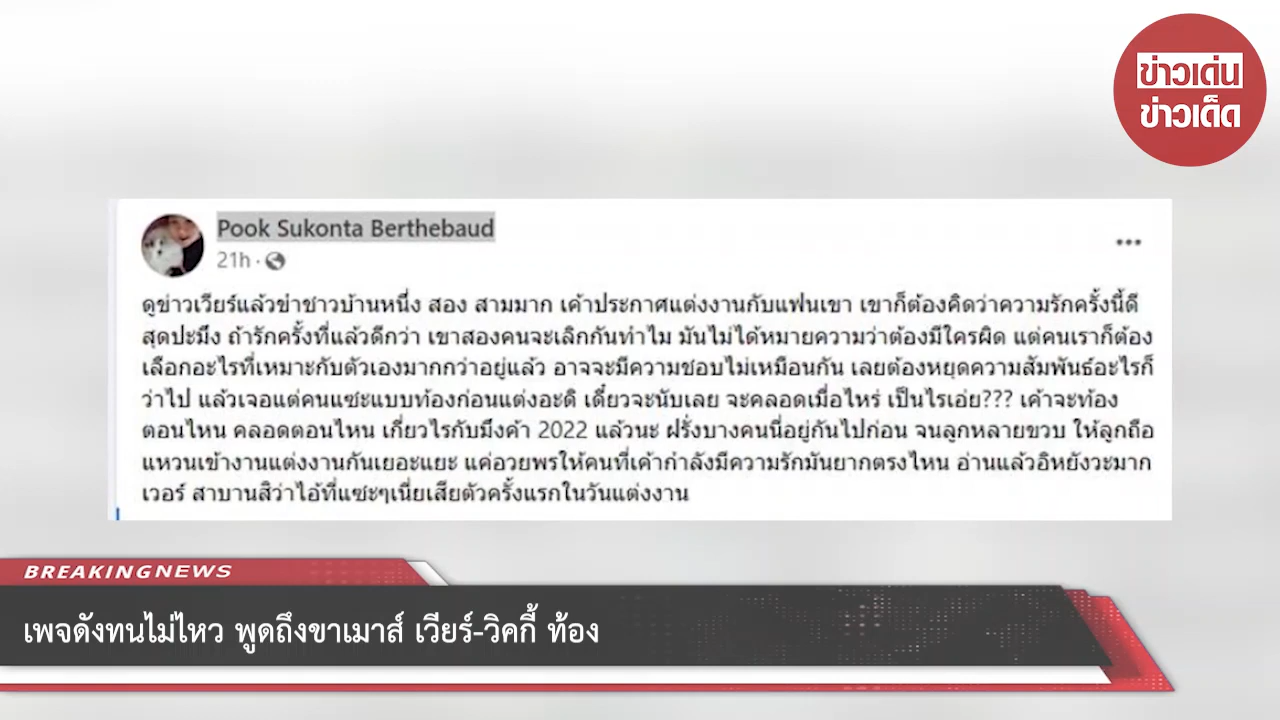 ข่าวเด่น
ข่าวเด็ด
Pook Sukonta Berthebaud
21h
ดูข่าวเวียร์แล้วขำชาวบ้านหนึ่ง สอง สามมาก เค้าประกาศแต่งงานกับแฟนเขา เขาก็ต้องคิดว่าความรักครั้งนี้ดี
สุดปะมึง ถ้ารักครั้งที่แล้วดีกว่า เขาสองคนจะเลิกกันทำไม มันไม่ได้หมายความว่าต้องมีใครผิด แต่คนเราก็ต้อง
เลือกอะไรที่เหมาะกับตัวเองมากกว่าอยู่แล้ว อาจจะมีความชอบไม่เหมือนกัน เลยต้องหยุดความสัมพันธ์อะไรก็
ว่าไป แล้วเจอแต่คนแซะแบบท้องก่อนแต่งอะดิ เดี๋ยวจะนับเลย จะคลอดเมื่อไหร่ เป็นไรเอ่ย??? เค้าจะท้อง
ตอนไหน คลอดตอนไหน เกี่ยวไรกับมึงค้า 2022 แล้วนะ ฝรั่งบางคนนี่อยู่กันไปก่อน จนลูกหลายขวบ ให้ลูกถือ
แหวนเข้างานแต่งงานกันเยอะแยะ แค่อวยพรให้คนที่เค้ากำลังมีความรักมันยากตรงไหน อ่านแล้วอิหยังวะมาก
เวอร์ สาบานสิว่าไอ้ที่แซะๆเนี่ยเสียตัวครั้งแรกในวันแต่งงาน
BREAKINGNEWS
เพจดังทนไม่ไหว พูดถึงขาเมาส์ เวียร์-วิคกี้ ท้อง